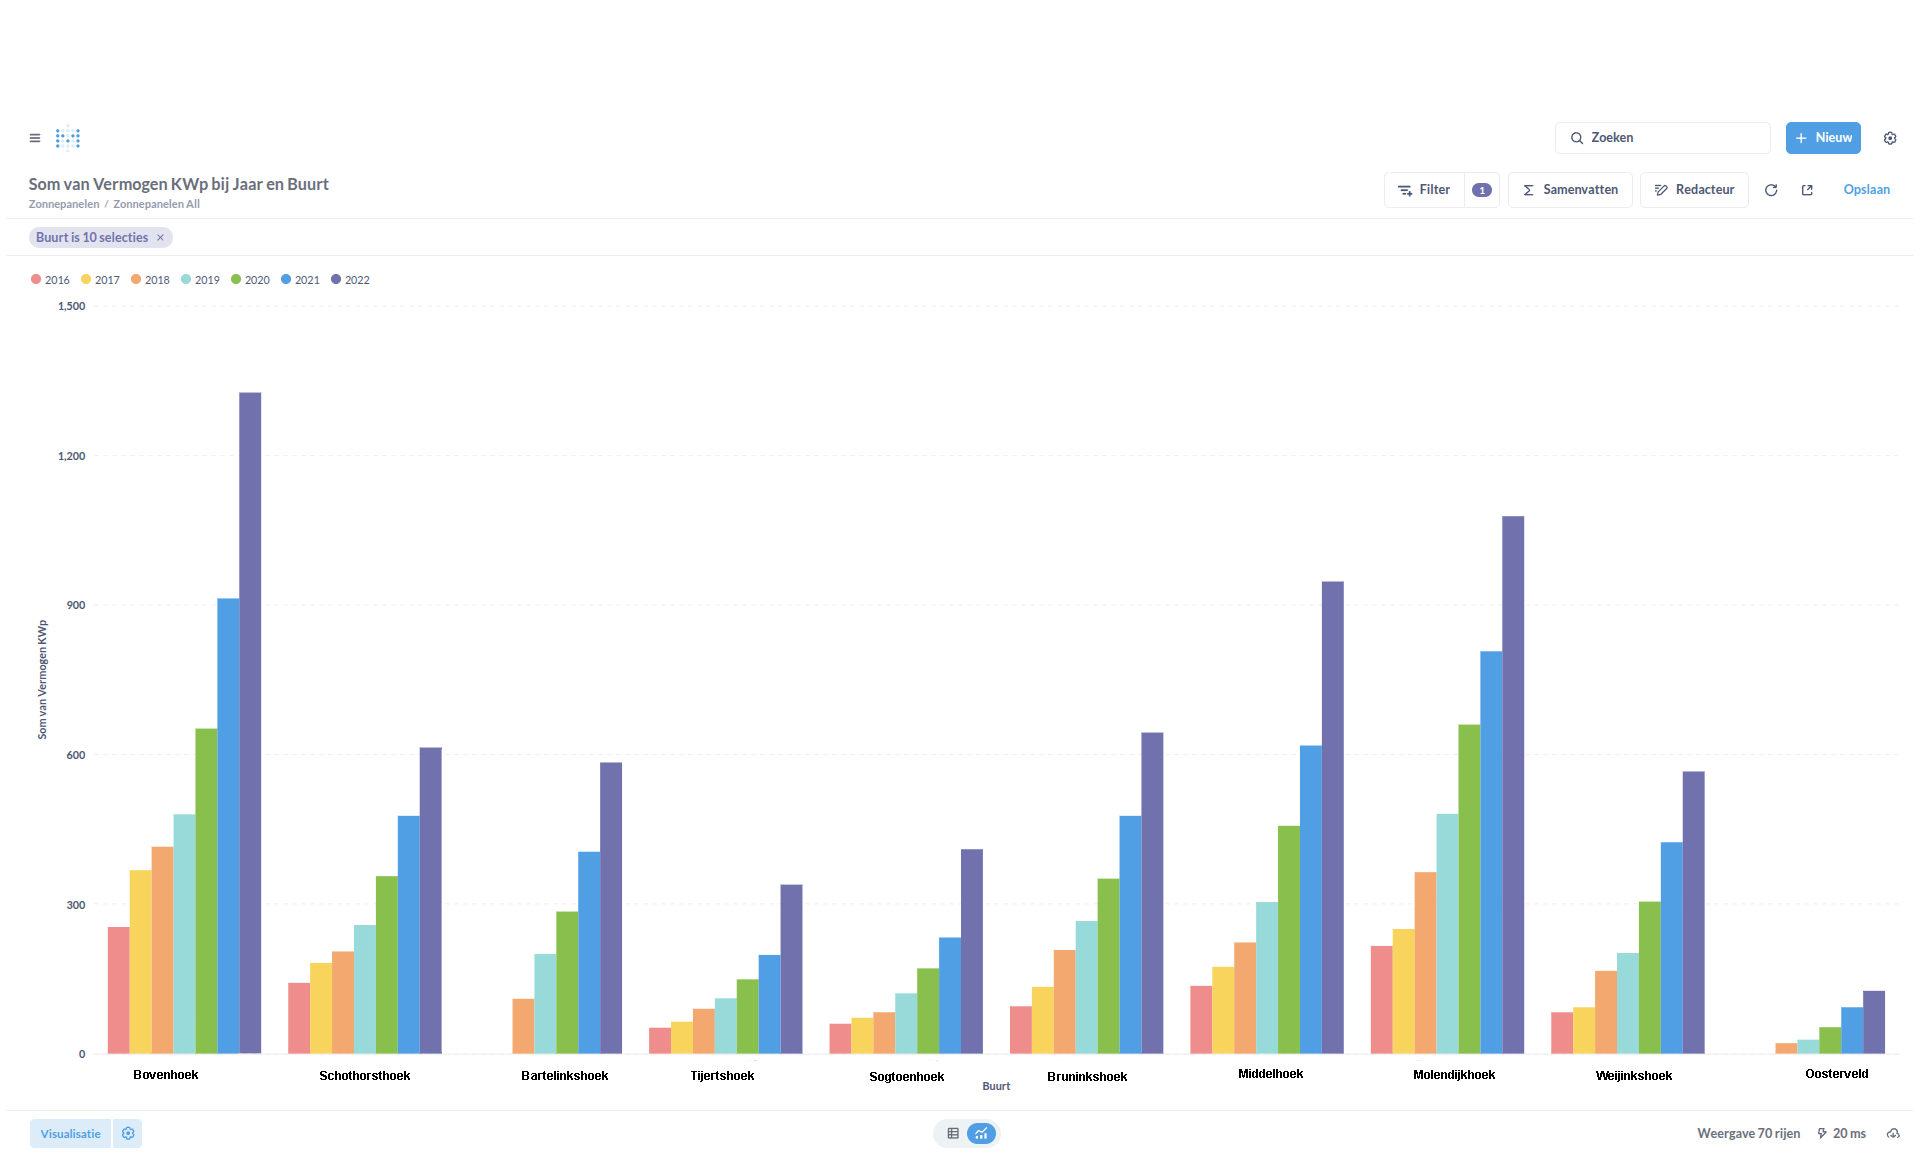 Zoeken
Nieuw
Som van Vermogen KWp bij Jaar en Buurt
Zonnepanelen / Zonnepanelen All
Filter 1
Samenvatten
Redacteur
Opslaan
Buurt is 10 selecties ×
2016 2017 2018 2019 2020 2021 2022
1,500
1,200
900
600
300
0
Som van Vermogen KWp
Bovenhoek Schothorsthoek Bartelinkshoek Tijertshoek Sogtoenhoek Bruninkshoek Middelhoek Molendijkhoek Weijinkshoek Oosterveld
Buurt
Visualisatie
Weergave 70 rijen 20 ms